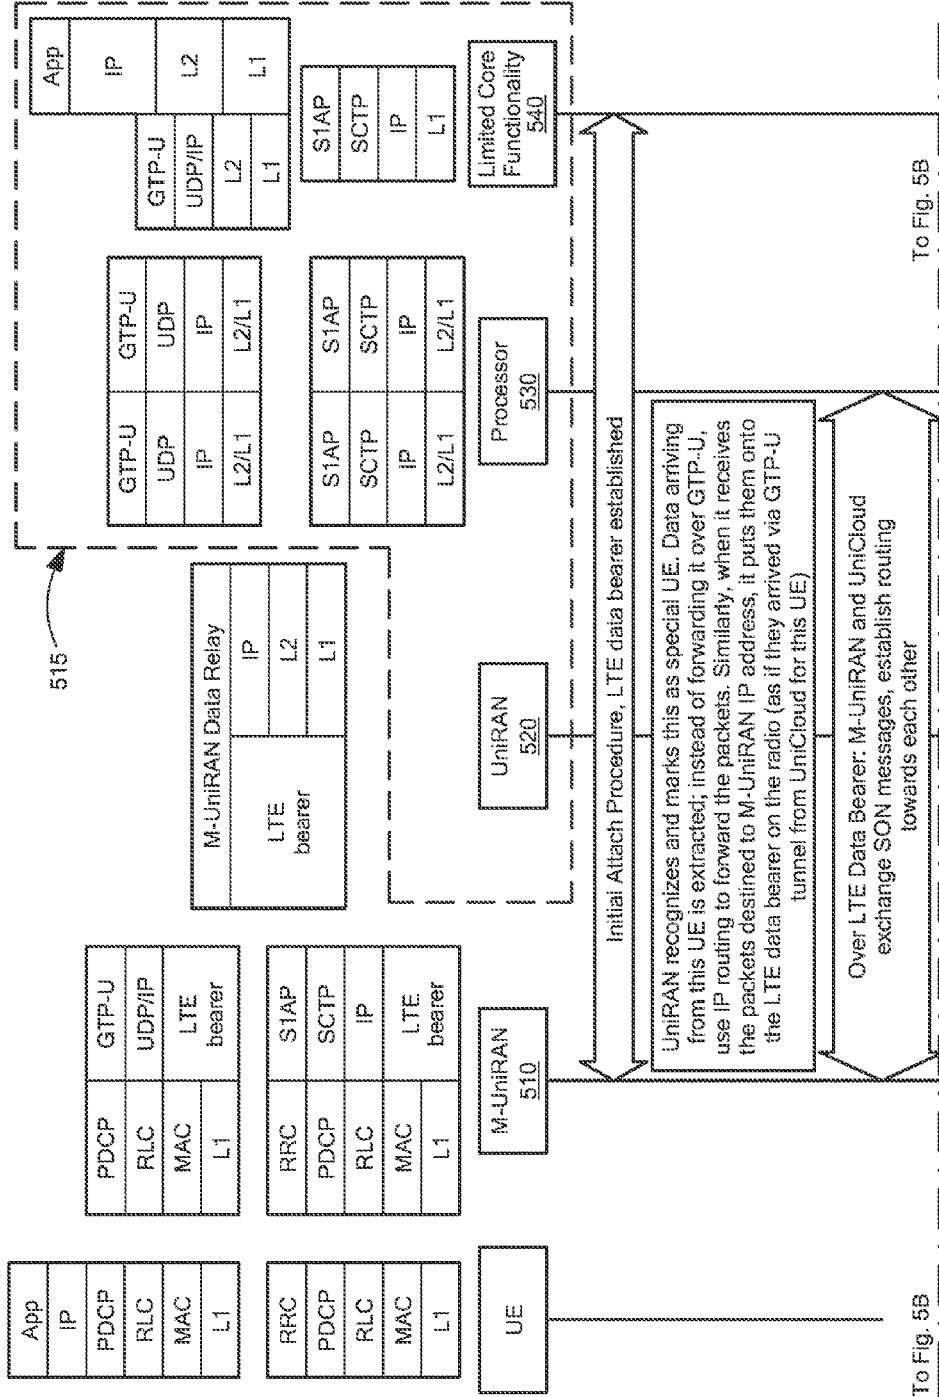 515
App
IP
PDCP
RLC
MAC
L1
RRC
PDCP
RLC
MAC
L1
UE
PDCP
RLC
MAC
L1
GTP-U
UDP/IP
LTE
bearer
RRC
PDCP
RLC
MAC
L1
S1AP
SCTP
IP
LTE
bearer
M-UniRAN
510
M-UniRAN Data Relay
LTE
bearer
IP
L2
L1
UniRAN
520
GTP-U
UDP
IP
L2/L1
GTP-U
UDP
IP
L2/L1
S1AP
SCTP
IP
L2/L1
S1AP
SCTP
IP
L2/L1
Processor
530
GTP-U
UDP/IP
L2
L1
App
IP
L2
L1
S1AP
SCTP
IP
L1
Limited Core
Functionality
540
Initial Attach Procedure, LTE data bearer established
UniRAN recognizes and marks this as special UE. Data arriving
from this UE is extracted; instead of forwarding it over GTP-U,
use IP routing to forward the packets. Similarly, when it receives
the packets destined to M-UniRAN IP address, it puts them onto
the LTE data bearer on the radio (as if they arrived via GTP-U
tunnel from UniCloud for this UE)
Over LTE Data Bearer: M-UniRAN and UniCloud
exchange SON messages, establish routing
towards each other
To Fig. 5B
To Fig. 5B